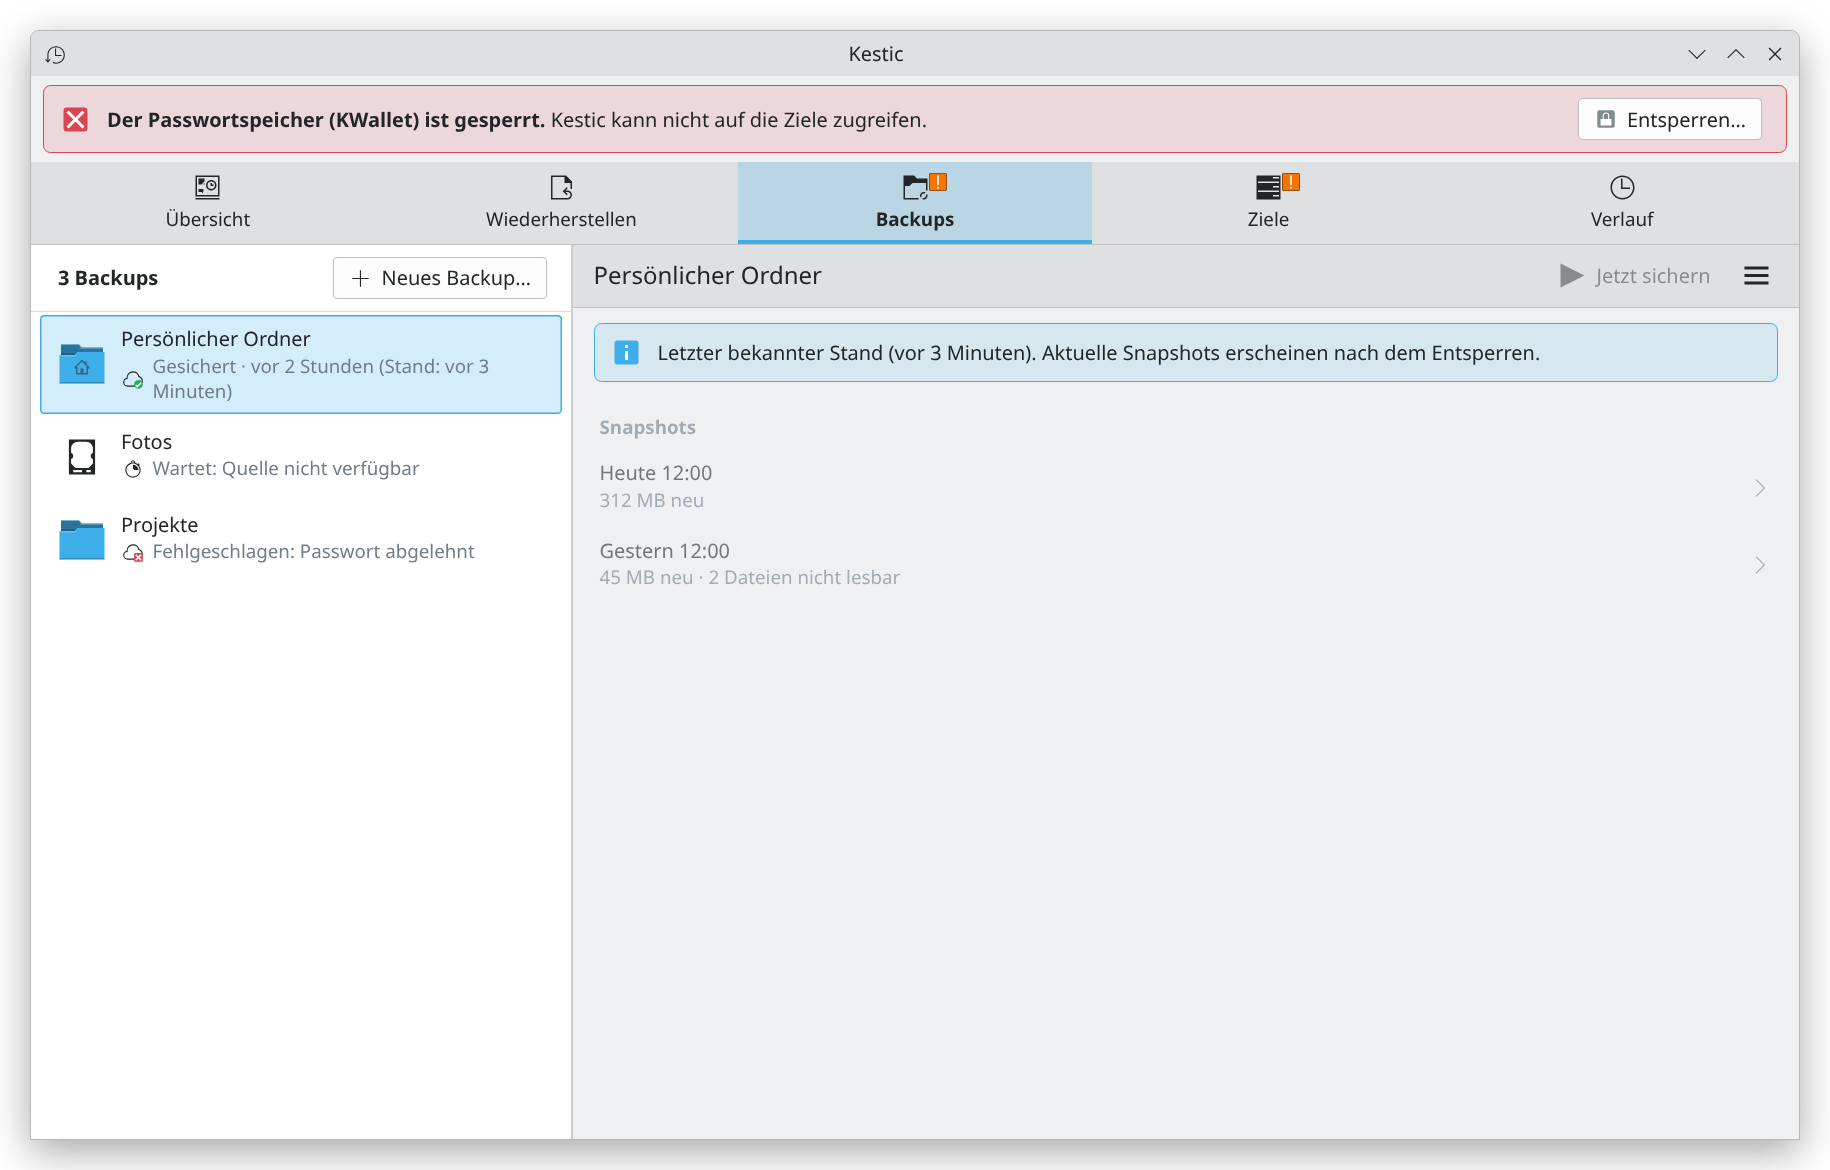 Kestic
Der Passwortspeicher (KWallet) ist gesperrt. Kestic kann nicht auf die Ziele zugreifen.
Entsperren...
Übersicht
Wiederherstellen
Backups
Ziele
Verlauf
3 Backups
Neues Backup...
Persönlicher Ordner
Gesichert · vor 2 Stunden (Stand: vor 3
Minuten)
Fotos
Wartet: Quelle nicht verfügbar
Projekte
Fehlgeschlagen: Passwort abgelehnt
Persönlicher Ordner
Jetzt sichern
Letzter bekannter Stand (vor 3 Minuten). Aktuelle Snapshots erscheinen nach dem Entsperren.
Snapshots
Heute 12:00
312 MB neu
Gestern 12:00
45 MB neu · 2 Dateien nicht lesbar